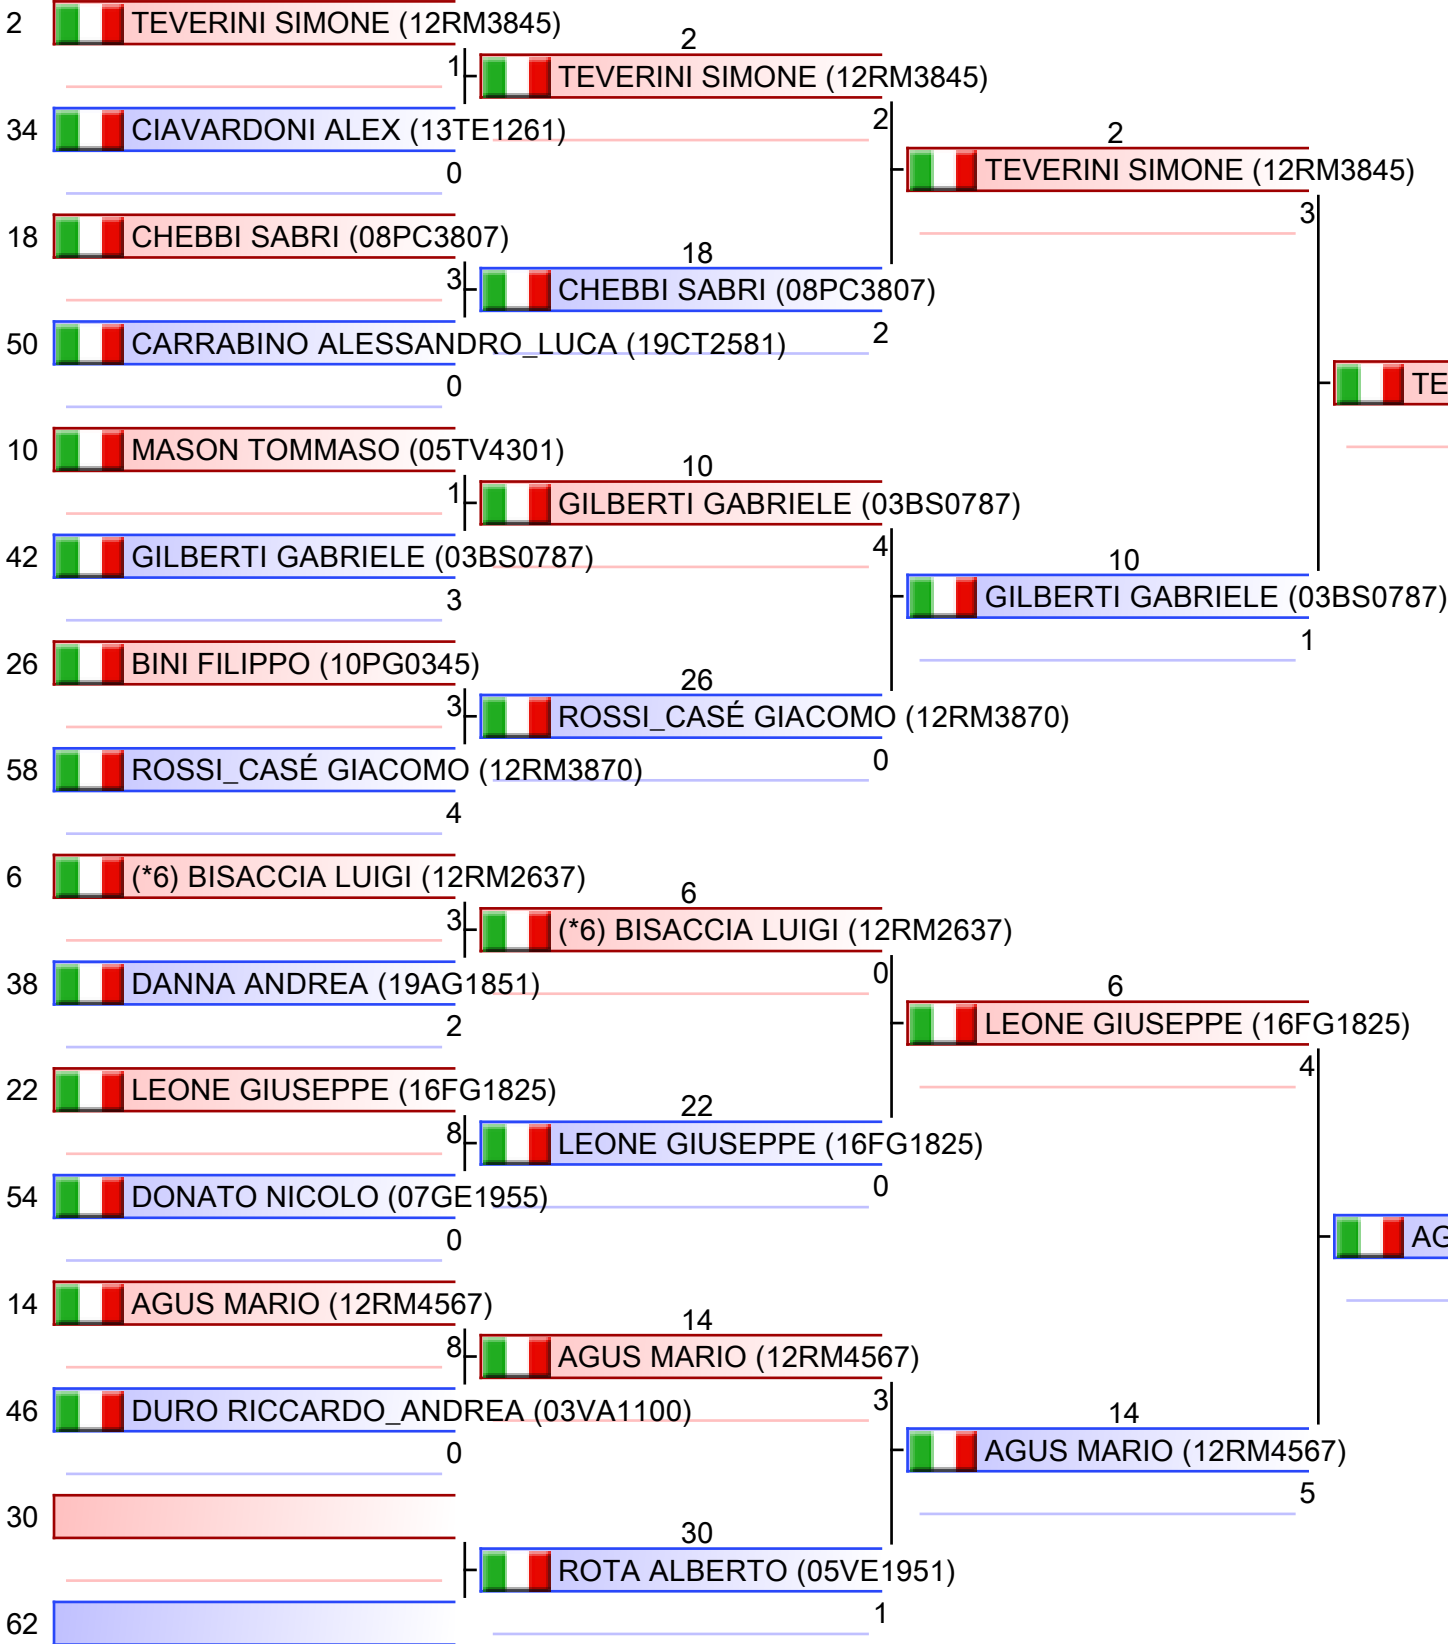 2 TEVERINI SIMONE (12RM3845)
1
34 CIAVARDONI ALEX (13TE1261)
0
18 CHEBBI SABRI (08PC3807)
3
50 CARRABINO ALESSANDRO_LUCA (19CT2581)
0
10 MASON TOMMASO (05TV4301)
1
42 GILBERTI GABRIELE (03BS0787)
3
26 BINI FILIPPO (10PG0345)
3
58 ROSSI_CASÉ GIACOMO (12RM3870)
4
6 (*6) BISACCIA LUIGI (12RM2637)
3
38 DANNA ANDREA (19AG1851)
2
22 LEONE GIUSEPPE (16FG1825)
8
54 DONATO NICOLO (07GE1955)
0
14 AGUS MARIO (12RM4567)
8
46 DURO RICCARDO_ANDREA (03VA1100)
0
30
62
2
TEVERINI SIMONE (12RM3845)
2
18
CHEBBI SABRI (08PC3807)
2
10
GILBERTI GABRIELE (03BS0787)
4
26
ROSSI_CASÉ GIACOMO (12RM3870)
0
6
(*6) BISACCIA LUIGI (12RM2637)
0
22
LEONE GIUSEPPE (16FG1825)
0
14
AGUS MARIO (12RM4567)
3
30
ROTA ALBERTO (05VE1951)
1
2
TEVERINI SIMONE (12RM3845)
3
10
GILBERTI GABRIELE (03BS0787)
1
6
LEONE GIUSEPPE (16FG1825)
4
14
AGUS MARIO (12RM4567)
5
TE
AG